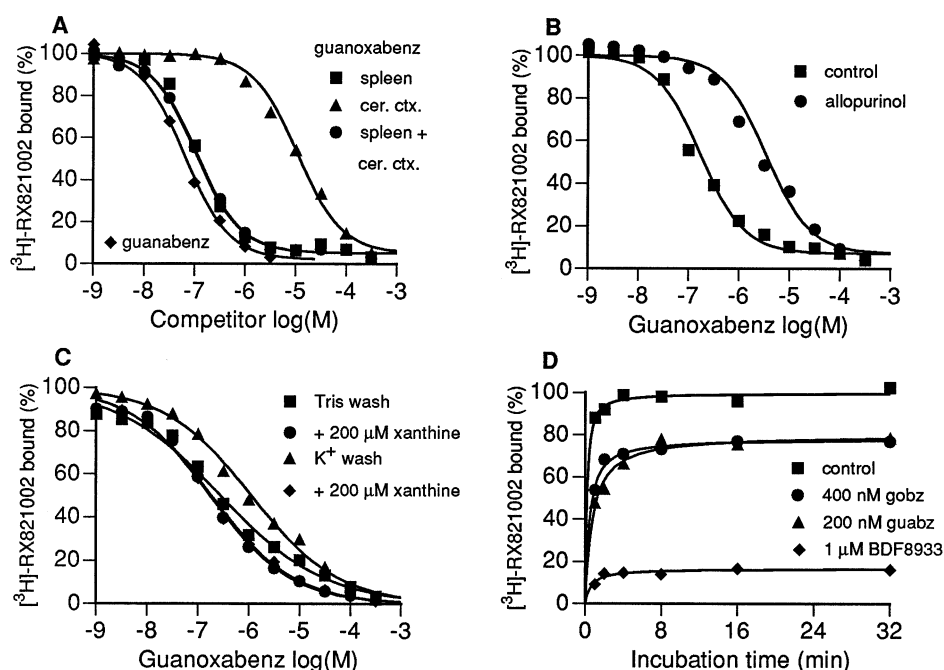 A
[³H]-RX821002 bound (%)
100
80
60
40
20
0
-9 -8 -7 -6 -5 -4 -3
Competitor log(M)
guanoxabenz
spleen
cer. ctx.
spleen +
cer. ctx.
guanabenz
B
[³H]-RX821002 bound (%)
100
80
60
40
20
0
-9 -8 -7 -6 -5 -4 -3
Guanoxabenz log(M)
control
allopurinol
C
[³H]-RX821002 bound (%)
100
80
60
40
20
0
-9 -8 -7 -6 -5 -4 -3
Guanoxabenz log(M)
Tris wash
+ 200 µM xanthine
K⁺ wash
+ 200 µM xanthine
D
[³H]-RX821002 bound (%)
100
80
60
40
20
0
0 8 16 24 32
Incubation time (min)
control
400 nM gobz
200 nM guabz
1 µM BDF8933